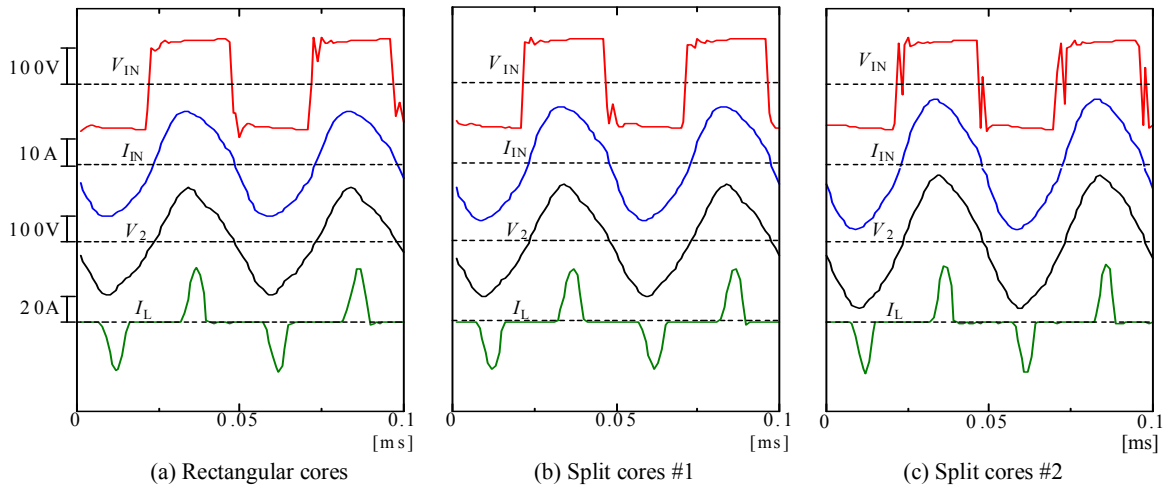 100V
10A
100V
20A
V_IN
I_IN
V_2
I_L
0
0.05
0.1
[ms]
(a) Rectangular cores
V_IN
I_IN
V_2
I_L
0
0.05
0.1
[ms]
(b) Split cores #1
V_IN
I_IN
V_2
I_L
0
0.05
0.1
[ms]
(c) Split cores #2